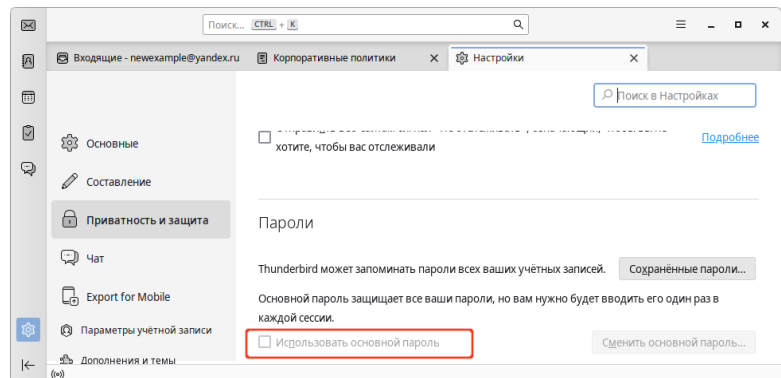 Поиск... CTRL + K
Входящие - newexample@yandex.ru
Корпоративные политики
Настройки
Поиск в Настройках
Основные
Составление
Приватность и защита
Чат
Export for Mobile
Параметры учётной записи
Дополнения и темы
хотите, чтобы вас отслеживали
Подробнее
Пароли
Thunderbird может запоминать пароли всех ваших учётных записей.
Сохранённые пароли...
Основной пароль защищает все ваши пароли, но вам нужно будет вводить его один раз в
каждой сессии.
Использовать основной пароль
Сменить основной пароль...